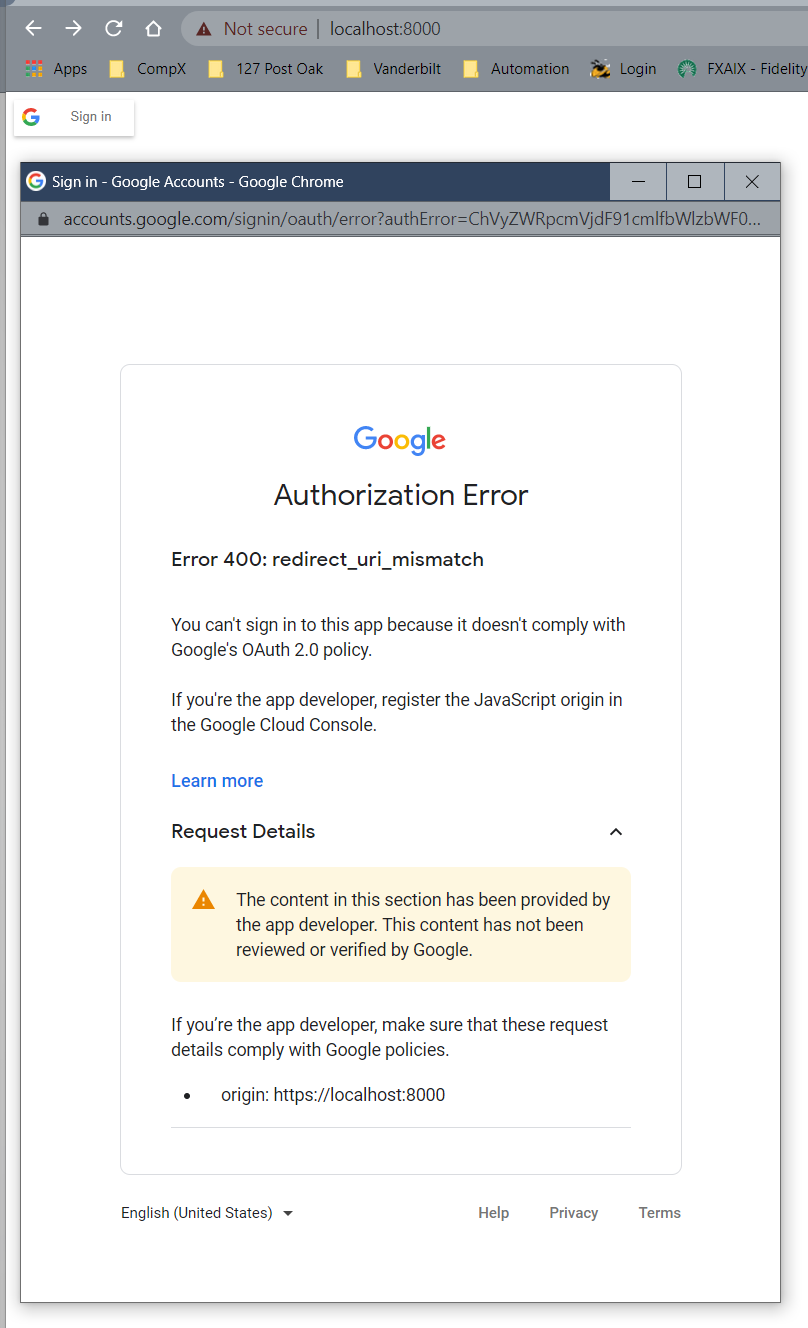 Not secure | localhost:8000
Apps CompX 127 Post Oak Vanderbilt Automation Login FXAIX - Fidelity
Sign in
Sign in - Google Accounts - Google Chrome
accounts.google.com/signin/oauth/error?authError=ChVyZWRpcmVjdF91cmlfbWlzbWF0...
Google
Authorization Error
Error 400: redirect_uri_mismatch
You can't sign in to this app because it doesn't comply with
Google's OAuth 2.0 policy.
If you're the app developer, register the JavaScript origin in
the Google Cloud Console.
Learn more
Request Details
The content in this section has been provided by
the app developer. This content has not been
reviewed or verified by Google.
If you’re the app developer, make sure that these request
details comply with Google policies.
• origin: https://localhost:8000
English (United States) Help Privacy Terms